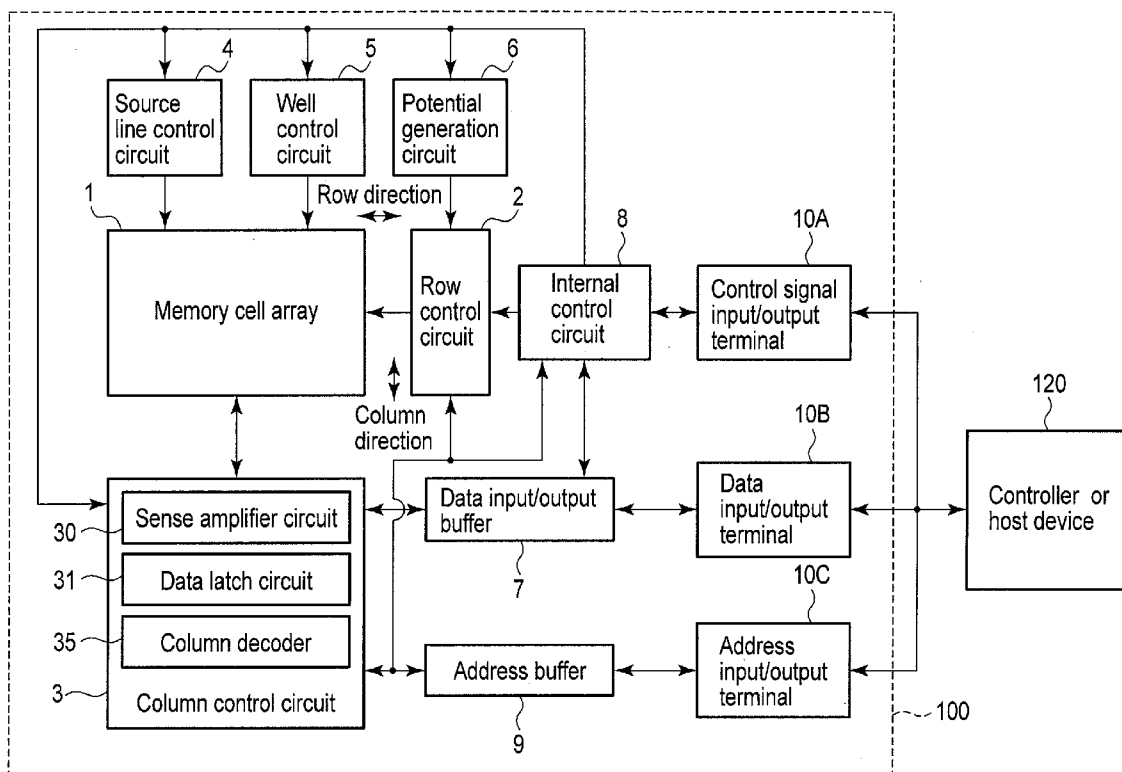 4
5
6
Source
line control
circuit
Well
control
circuit
Potential
generation
circuit
1
Row direction
2
8
10A
Memory cell array
Row
control
circuit
Internal
control
circuit
Control signal
input/output
terminal
Column
direction
10B
120
30
Sense amplifier circuit
Data input/output
buffer
Data
input/output
terminal
Controller or
host device
31
Data latch circuit
7
10C
35
Column decoder
3
Column control circuit
Address buffer
9
Address
input/output
terminal
100